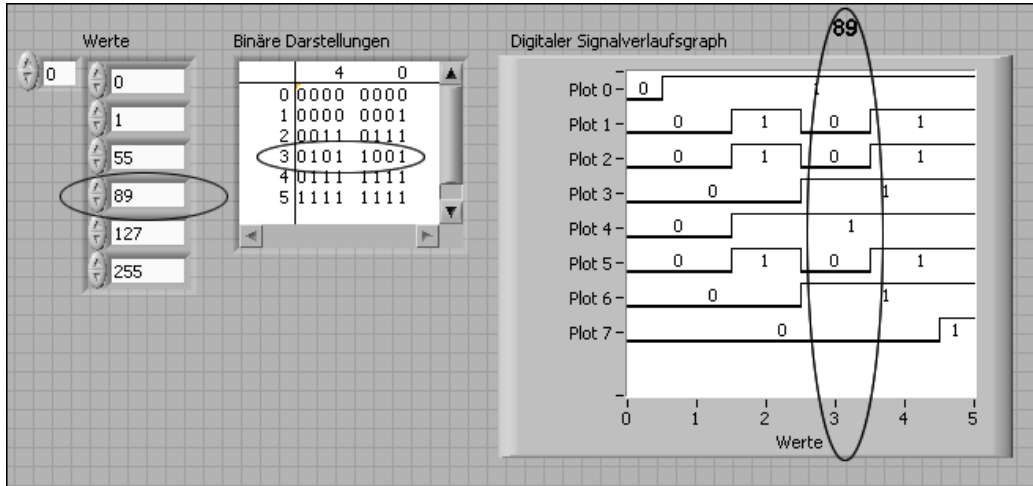 89
Werte
Binäre Darstellungen
Digitaler Signalverlaufsgraph
0
0
1
55
89
127
255
4 0
0 0000 0000
1 0000 0001
2 0011 0111
3 0101 1001
4 0111 1111
5 1111 1111
Plot 0 0 1
Plot 1 0 1 0 1
Plot 2 0 1 0 1
Plot 3 0 1
Plot 4 0 1
Plot 5 0 1 0 1
Plot 6 0 1
Plot 7 0 1
0 1 2 3 4 5
Werte